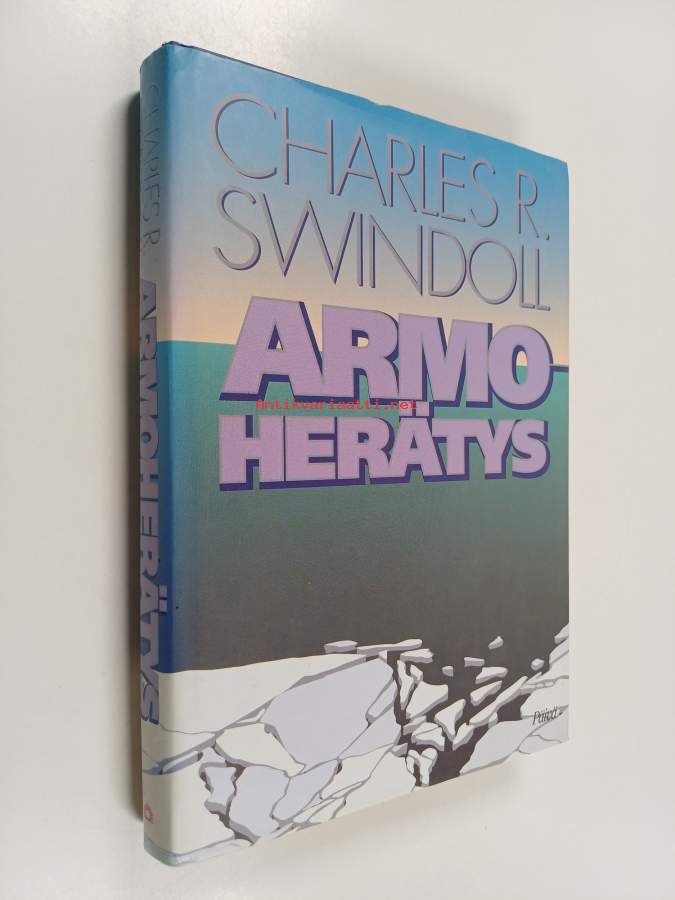 CHARLES R.
SWINDOLL
ARMO
Antikvariaatti.net
HERÄTYS
Päivä
CHARLES R.
ARMOHERÄTYS